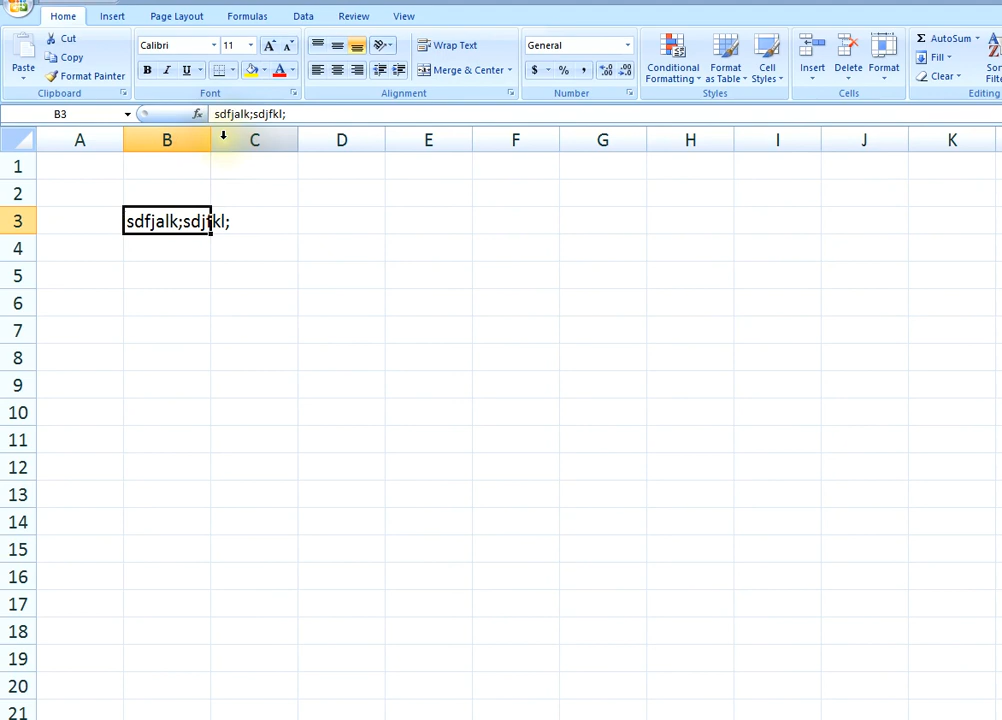 Home Insert Page Layout Formulas Data Review View
Cut Calibri 11 A A Wrap Text General AutoSum
Copy Fill
Paste Format Painter B I U A Merge & Center $ % , Conditional Formatting Format as Table Cell Styles Insert Delete Format Clear
Clipboard Font Alignment Number Styles Cells Editing
B3 fx sdfjalk;sdjfkl;
A B C D E F G H I J K
1
2
3 sdfjalk;sdjfkl;
4
5
6
7
8
9
10
11
12
13
14
15
16
17
18
19
20
21